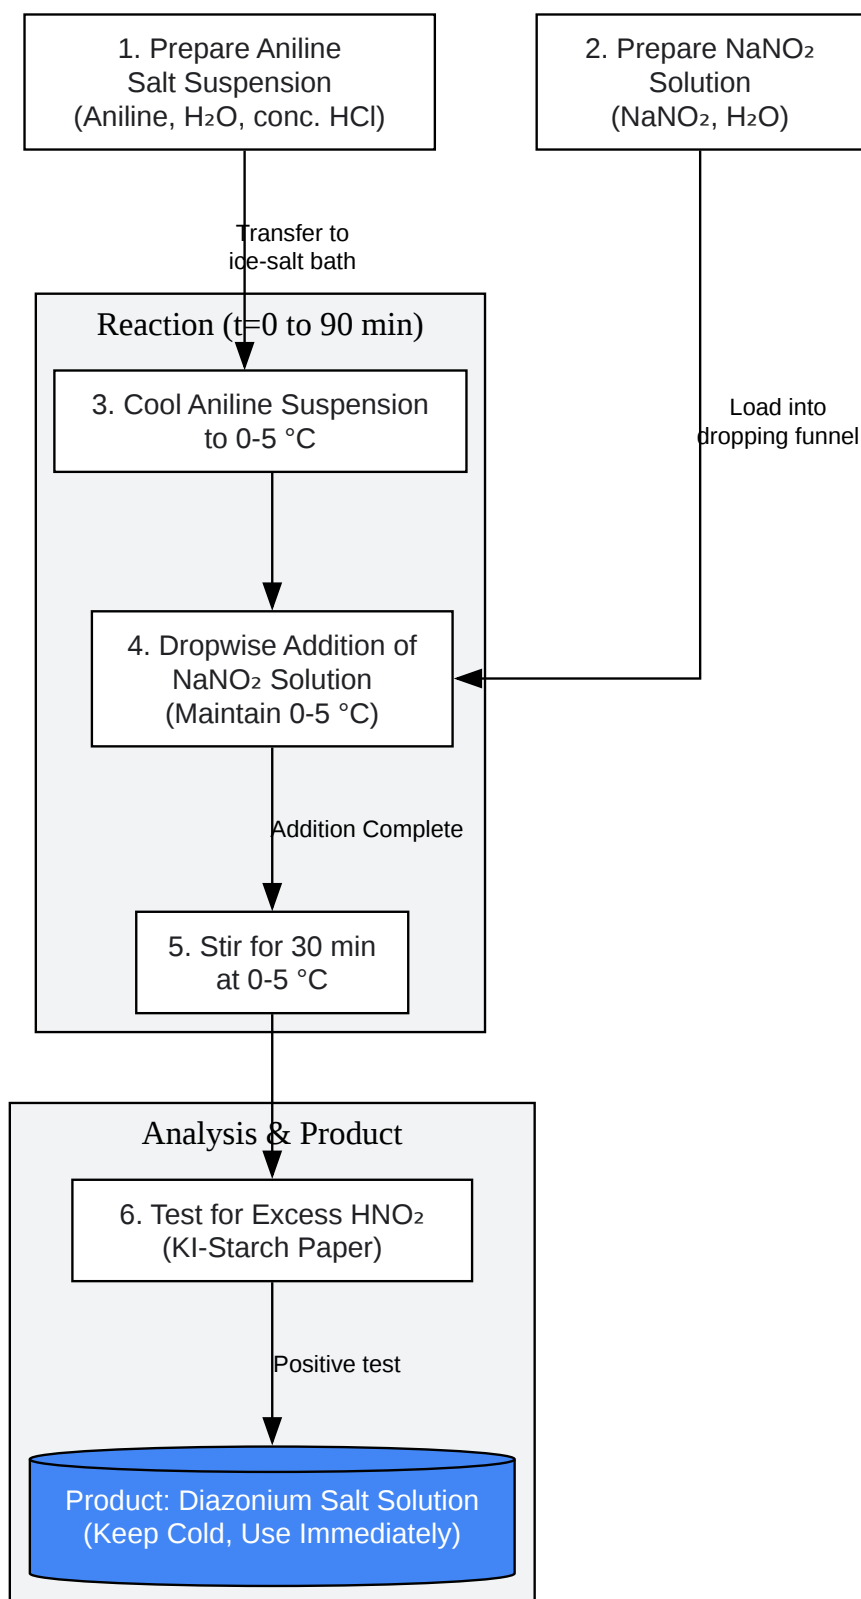 1. Prepare Aniline
Salt Suspension
(Aniline, H₂O, conc. HCl)
2. Prepare NaNO₂
Solution
(NaNO₂, H₂O)
Transfer to
ice-salt bath
Reaction (t=0 to 90 min)
3. Cool Aniline Suspension
to 0-5 °C
Load into
dropping funnel
4. Dropwise Addition of
NaNO₂ Solution
(Maintain 0-5 °C)
Addition Complete
5. Stir for 30 min
at 0-5 °C
Analysis & Product
6. Test for Excess HNO₂
(KI-Starch Paper)
Positive test
Product: Diazonium Salt Solution
(Keep Cold, Use Immediately)